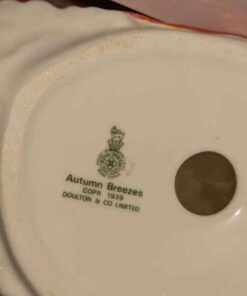 Autumn Breezes
COPR 1939
DOULTON & CO LIMITED